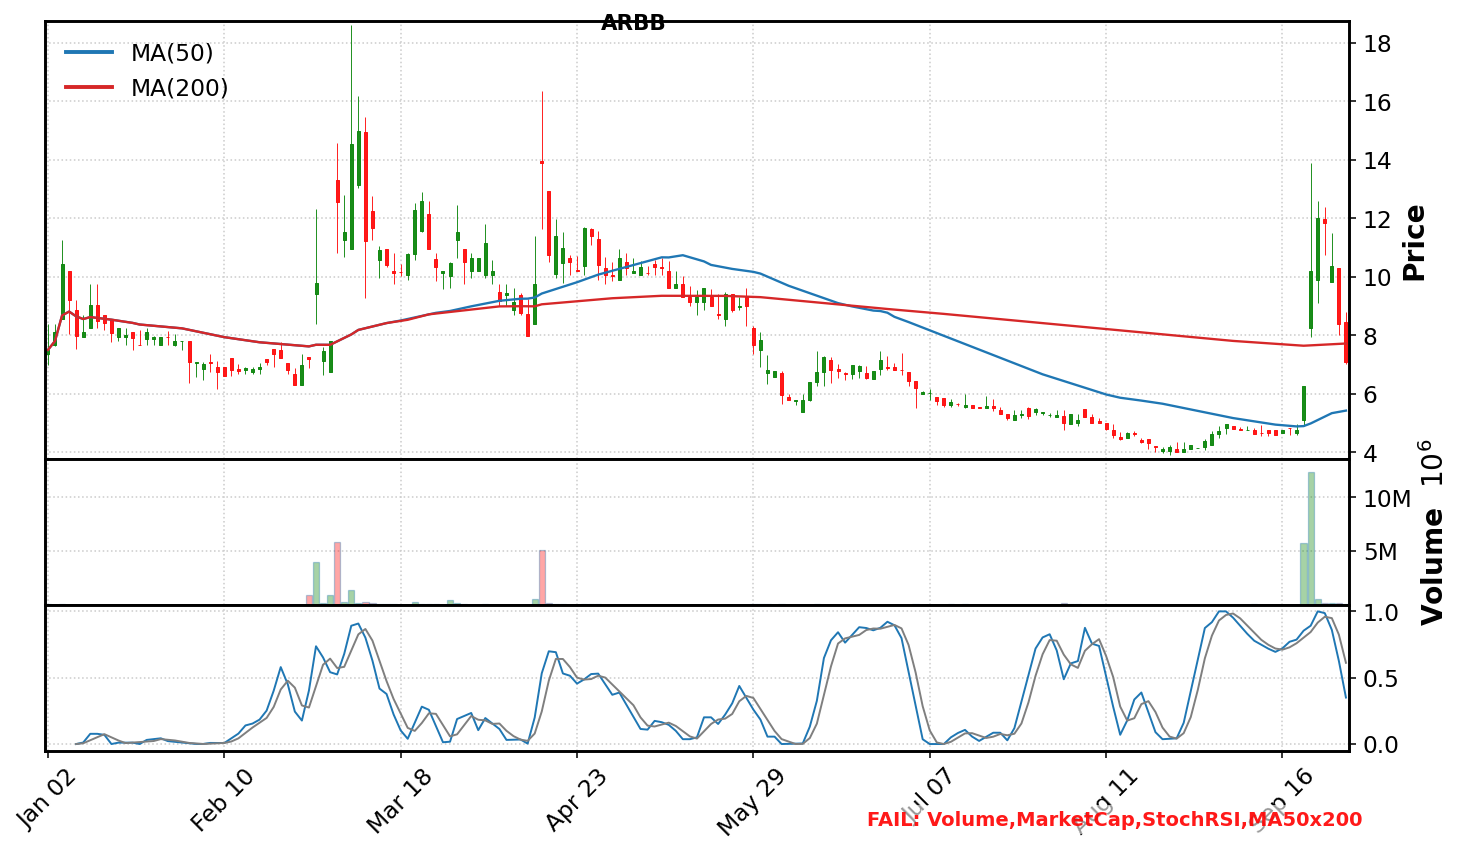 ARBB
MA(50)
MA(200)
18
16
14
12
10
8
6
4
Price
10M
5M
Volume 10^6
1.0
0.5
0.0
Jan 02
Feb 10
Mar 18
Apr 23
May 29
Jul 07
Aug 11
Sep 16
FAIL: Volume,MarketCap,StochRSI,MA50x200